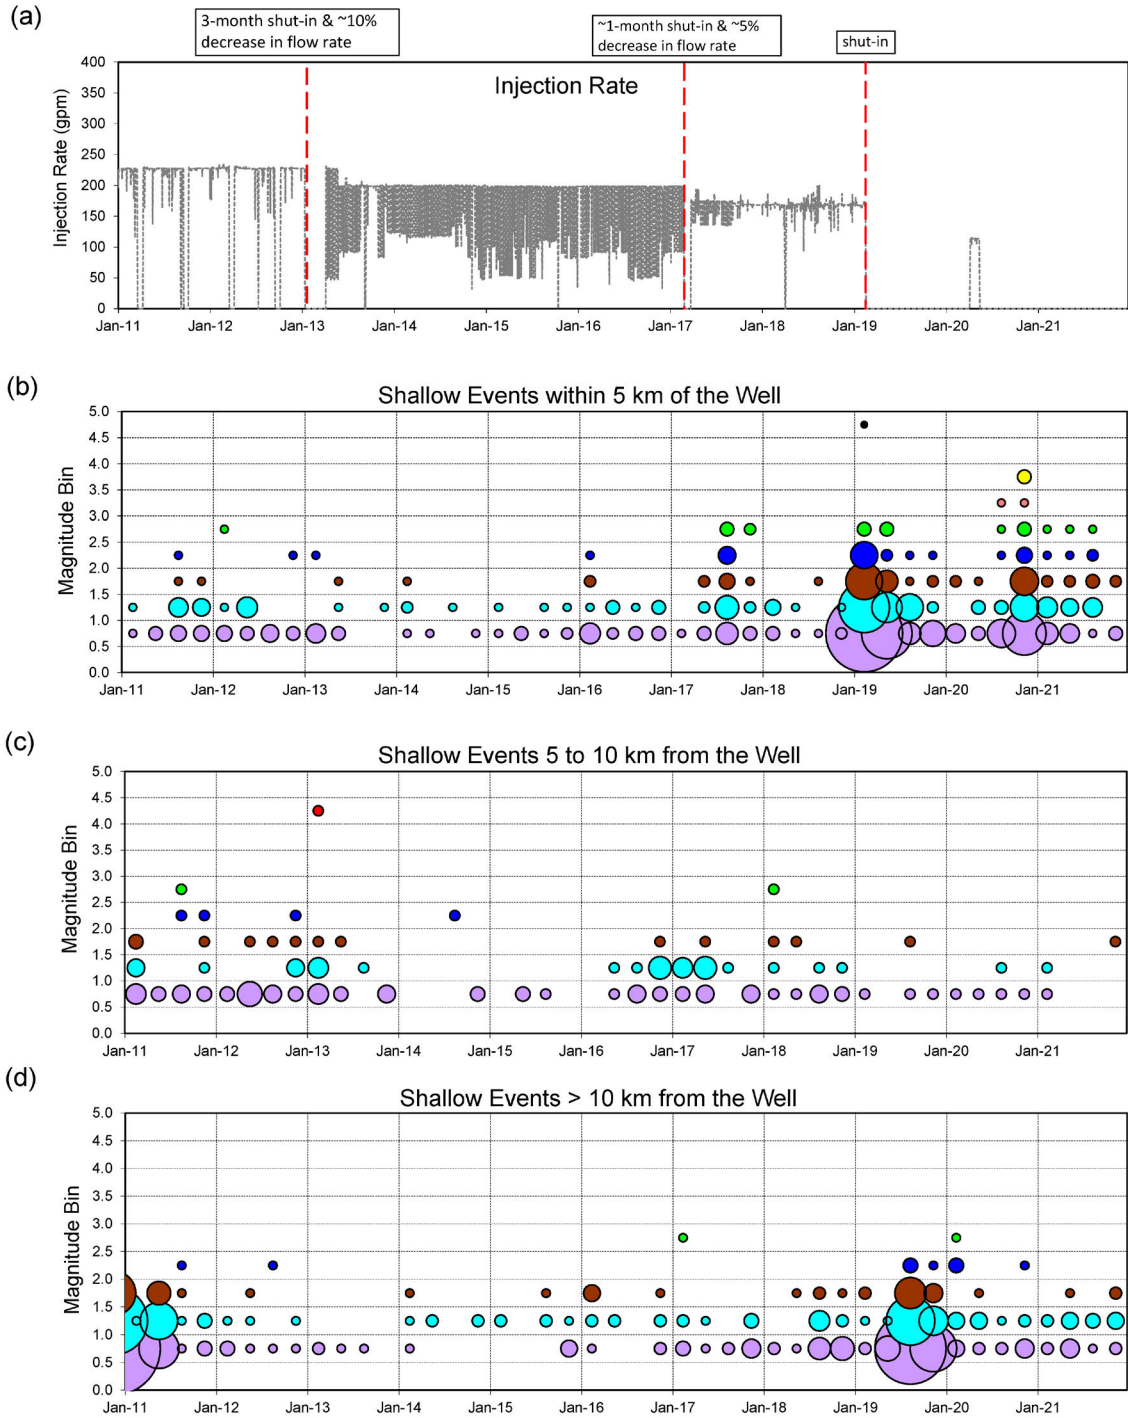 (a)
3-month shut-in & ~10%
decrease in flow rate
~1-month shut-in & ~5%
decrease in flow rate
shut-in
Injection Rate
Injection Rate (gpm)
400
350
300
250
200
150
100
50
0
Jan-11 Jan-12 Jan-13 Jan-14 Jan-15 Jan-16 Jan-17 Jan-18 Jan-19 Jan-20 Jan-21
(b)
Shallow Events within 5 km of the Well
Magnitude Bin
5.0
4.5
4.0
3.5
3.0
2.5
2.0
1.5
1.0
0.5
0.0
Jan-11 Jan-12 Jan-13 Jan-14 Jan-15 Jan-16 Jan-17 Jan-18 Jan-19 Jan-20 Jan-21
(c)
Shallow Events 5 to 10 km from the Well
Magnitude Bin
5.0
4.5
4.0
3.5
3.0
2.5
2.0
1.5
1.0
0.5
0.0
Jan-11 Jan-12 Jan-13 Jan-14 Jan-15 Jan-16 Jan-17 Jan-18 Jan-19 Jan-20 Jan-21
(d)
Shallow Events > 10 km from the Well
Magnitude Bin
5.0
4.5
4.0
3.5
3.0
2.5
2.0
1.5
1.0
0.5
0.0
Jan-11 Jan-12 Jan-13 Jan-14 Jan-15 Jan-16 Jan-17 Jan-18 Jan-19 Jan-20 Jan-21